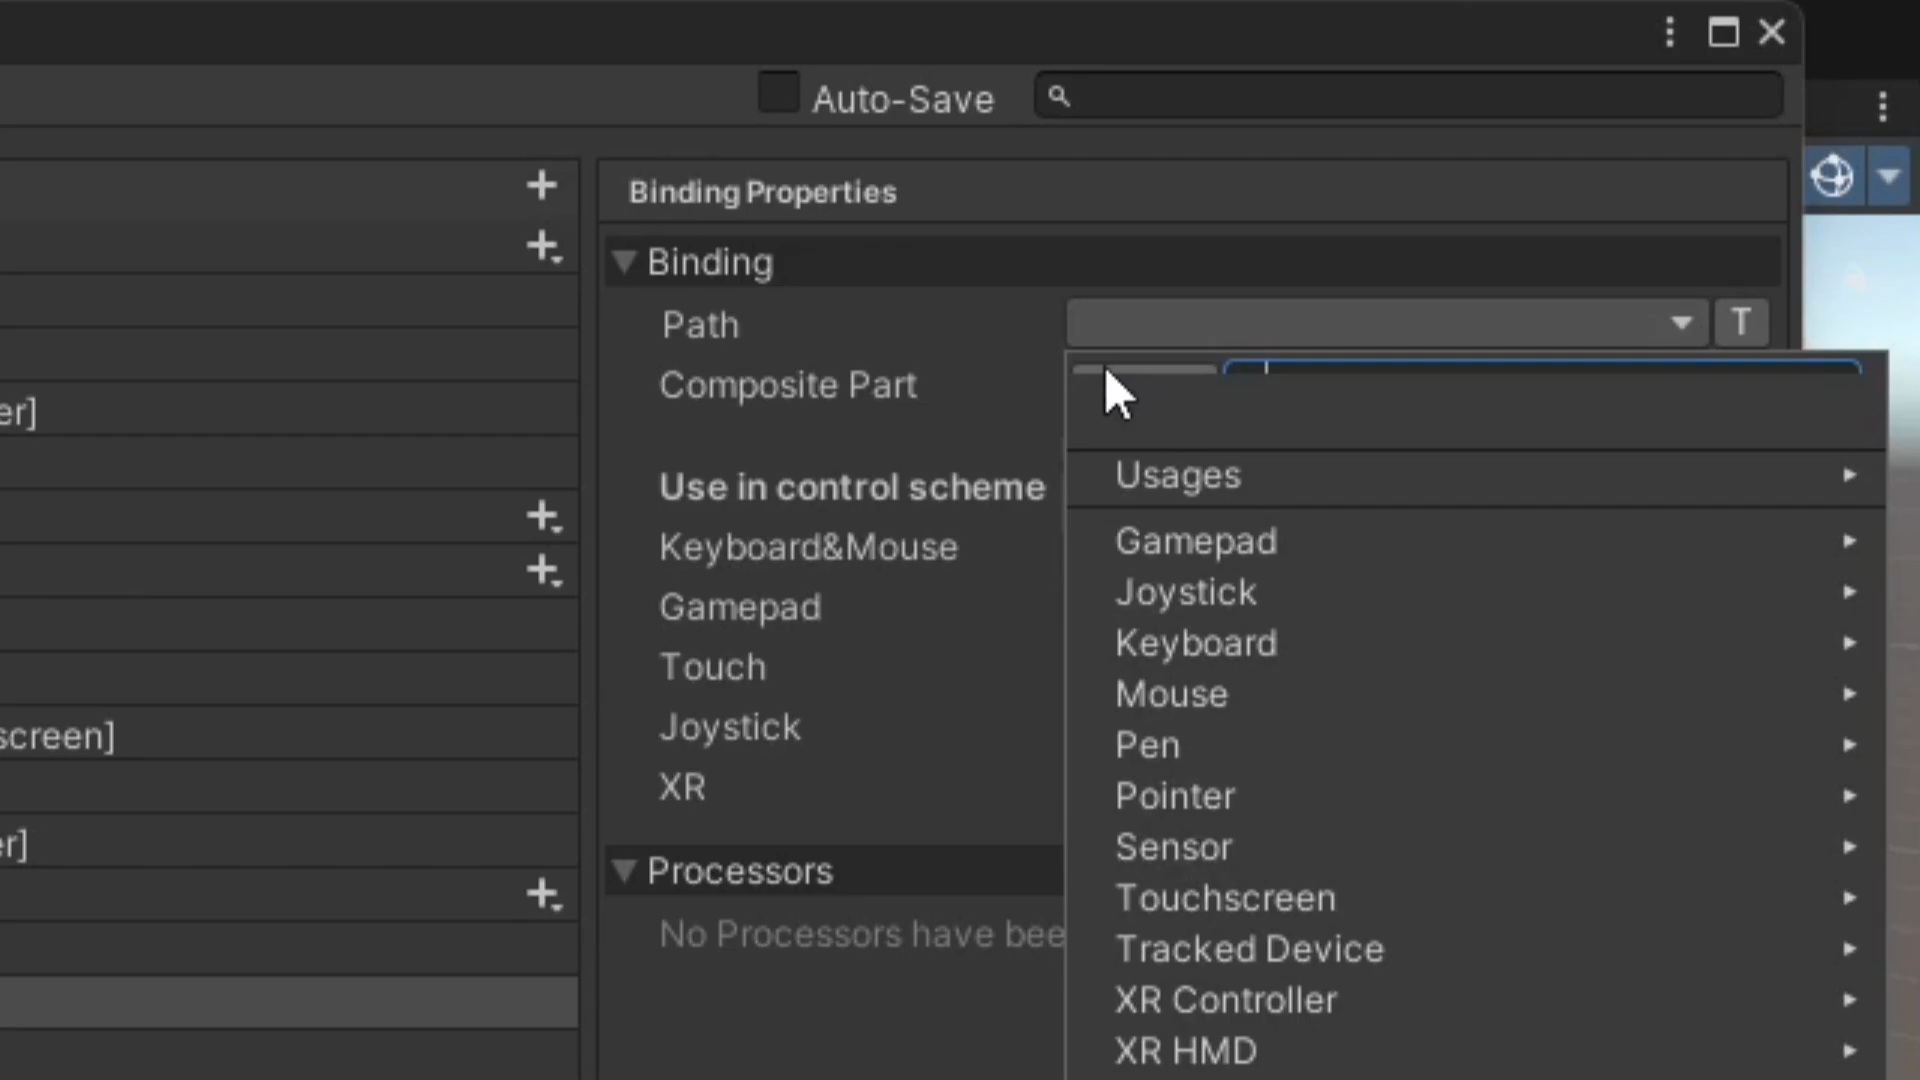 Auto-Save
Binding Properties
Binding
Path
T
Composite Part
er]
Usages
Use in control scheme
Gamepad
Keyboard&Mouse
Joystick
Gamepad
Keyboard
Touch
Mouse
screen]
Joystick
Pen
XR
Pointer
er]
Processors
Sensor
No Processors have bee
Touchscreen
Tracked Device
XR Controller
XR HMD